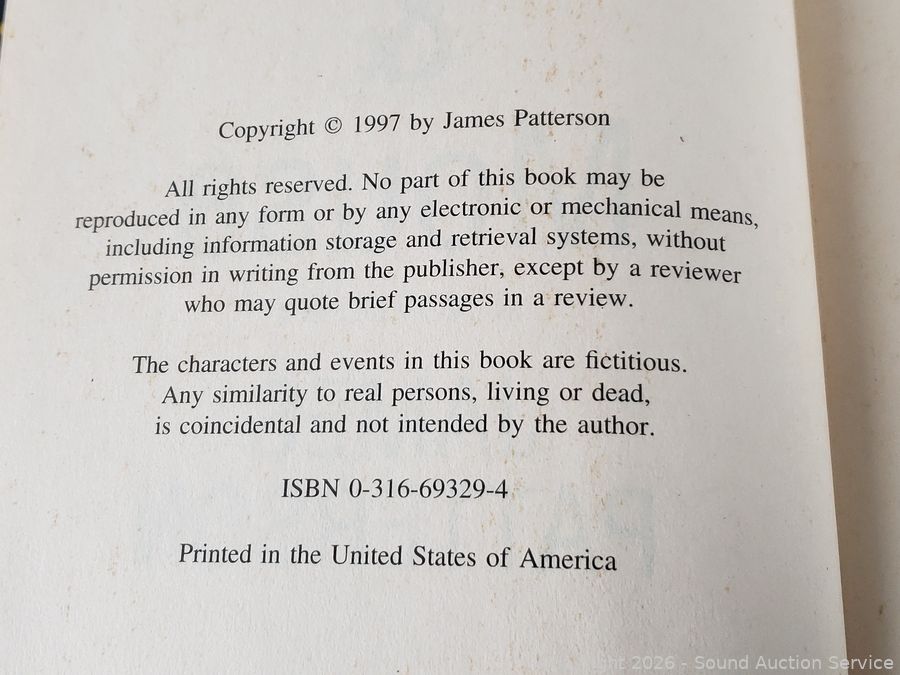 Copyright © 1997 by James Patterson
All rights reserved. No part of this book may be
reproduced in any form or by any electronic or mechanical means,
including information storage and retrieval systems, without
permission in writing from the publisher, except by a reviewer
who may quote brief passages in a review.
The characters and events in this book are fictitious.
Any similarity to real persons, living or dead,
is coincidental and not intended by the author.
ISBN 0-316-69329-4
Printed in the United States of America
2026 - Sound Auction Service